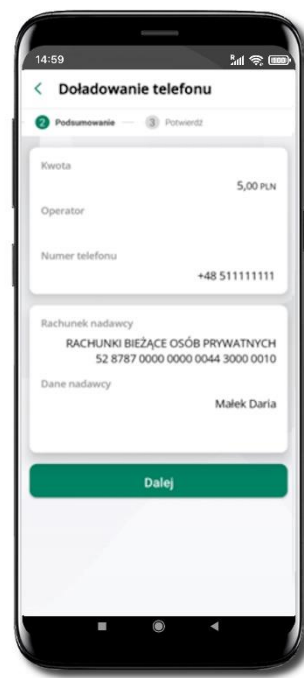 14:59
< Doładowanie telefonu
2 Podsumowanie — 3 Potwierdź
Kwota
5,00 PLN
Operator
Numer telefonu
+48 511111111
Rachunek nadawcy
RACHUNKI BIEŻĄCE OSÓB PRYWATNYCH
52 8787 0000 0000 0044 3000 0010
Dane nadawcy
Małek Daria
Dalej